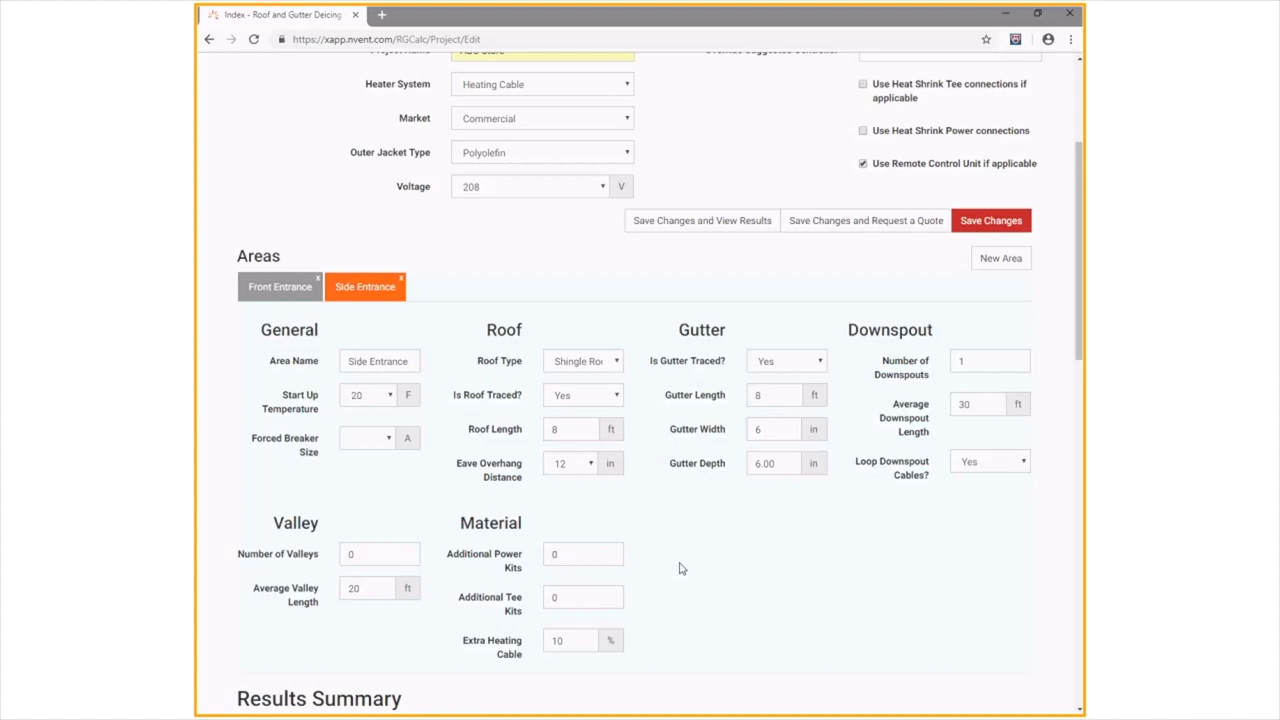 Index - Roof and Gutter Deicing
https://xapp.nvent.com/RGCalc/Project/Edit
Heater System Heating Cable
Use Heat Shrink Tee connections if
applicable
Market Commercial
Use Heat Shrink Power connections
Outer Jacket Type Polyolefin
Use Remote Control Unit if applicable
Voltage 208 V
Save Changes and View Results Save Changes and Request a Quote Save Changes
Areas New Area
Front Entrance x Side Entrance x
General Roof Gutter Downspout
Area Name Side Entrance Roof Type Shingle Roo Is Gutter Traced? Yes Number of 1
Downspouts
Start Up 20 F Is Roof Traced? Yes Gutter Length 8 ft Average 30 ft
Temperature Downspout
Length
Forced Breaker A Roof Length 8 ft Gutter Width 6 in
Size
Eave Overhang 12 in Gutter Depth 6.00 in Loop Downspout Yes
Distance Cables?
Valley Material
Number of Valleys 0 Additional Power 0
Kits
Average Valley 20 ft Additional Tee 0
Length Kits
Extra Heating 10 %
Cable
Results Summary